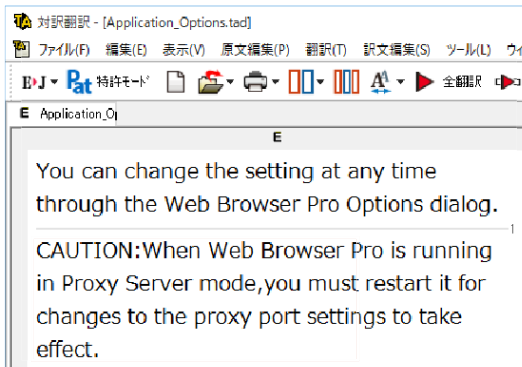 対訳翻訳 - [Application_Options.tad]
ファイル(F) 編集(E) 表示(V) 原文編集(P) 翻訳(T) 訳文編集(S) ツール(L) ウィ
E›J Pat 特許モード 全翻訳
E Application_O
E
You can change the setting at any time
through the Web Browser Pro Options dialog.
1
CAUTION:When Web Browser Pro is running
in Proxy Server mode,you must restart it for
changes to the proxy port settings to take
effect.